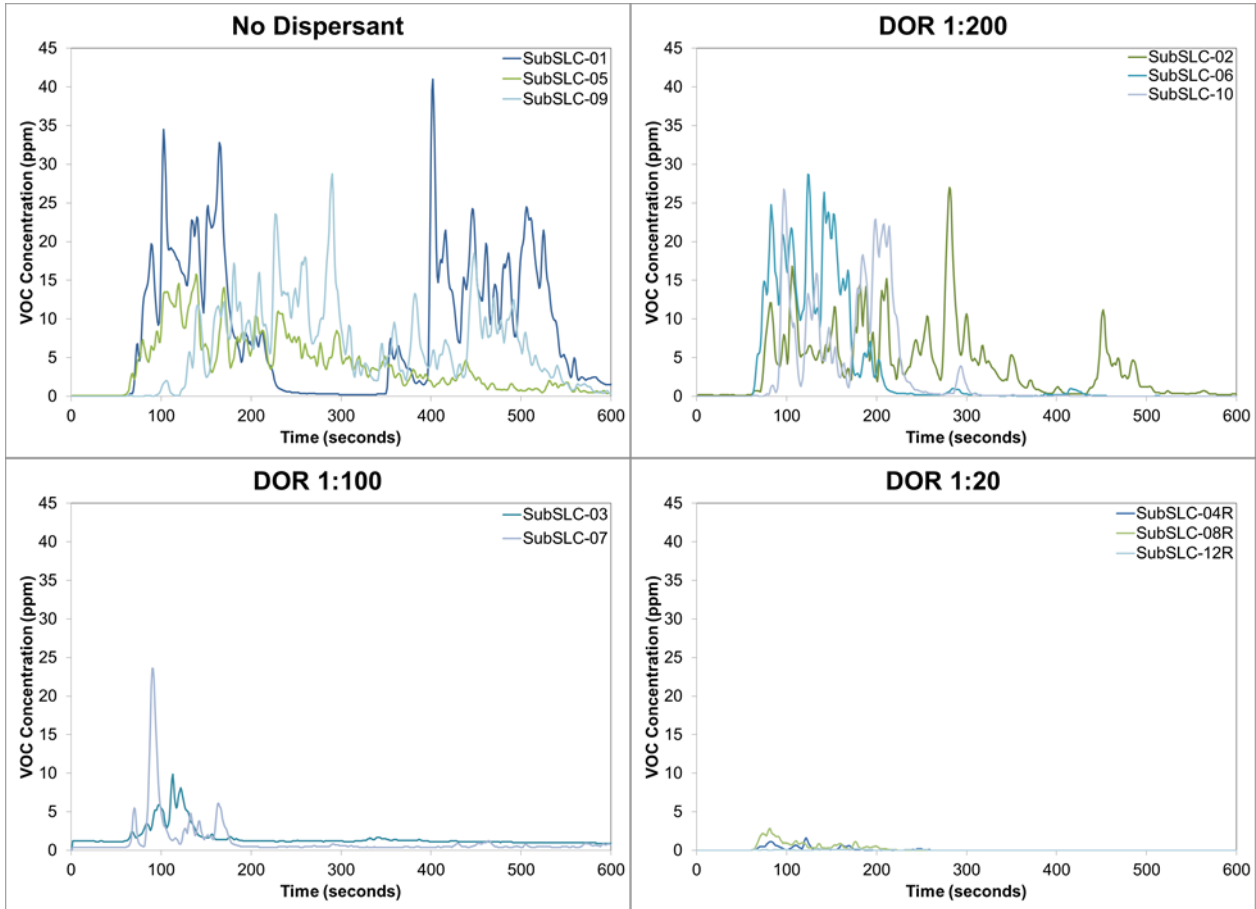 No Dispersant
SubSLC-01
SubSLC-05
SubSLC-09
VOC Concentration (ppm)
45
40
35
30
25
20
15
10
5
0
0 100 200 300 400 500 600
Time (seconds)
DOR 1:200
SubSLC-02
SubSLC-06
SubSLC-10
VOC Concentration (ppm)
45
40
35
30
25
20
15
10
5
0
0 100 200 300 400 500 600
Time (seconds)
DOR 1:100
SubSLC-03
SubSLC-07
VOC Concentration (ppm)
45
40
35
30
25
20
15
10
5
0
0 100 200 300 400 500 600
Time (seconds)
DOR 1:20
SubSLC-04R
SubSLC-08R
SubSLC-12R
VOC Concentration (ppm)
45
40
35
30
25
20
15
10
5
0
0 100 200 300 400 500 600
Time (seconds)